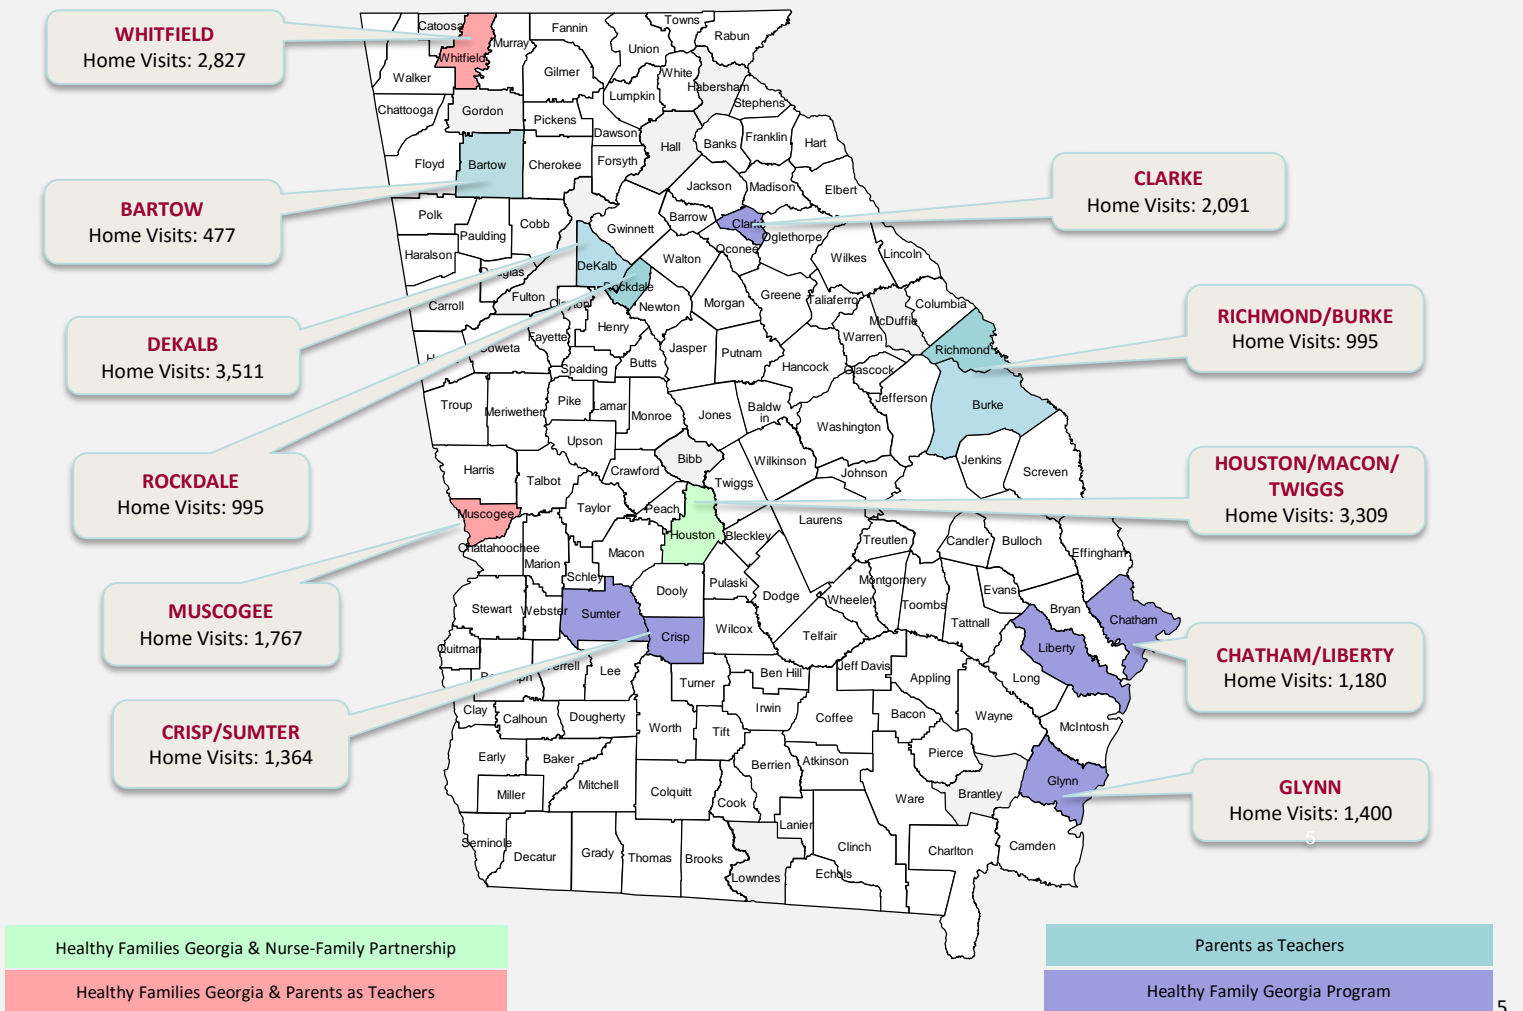 WHITFIELD
Home Visits: 2,827
BARTOW
Home Visits: 477
DEKALB
Home Visits: 3,511
ROCKDALE
Home Visits: 995
MUSCOGEE
Home Visits: 1,767
CRISP/SUMTER
Home Visits: 1,364
CLARKE
Home Visits: 2,091
RICHMOND/BURKE
Home Visits: 995
HOUSTON/MACON/
TWIGGS
Home Visits: 3,309
CHATHAM/LIBERTY
Home Visits: 1,180
GLYNN
Home Visits: 1,400
5
Catoosa
Fannin
Towns
Rabun
Union
Murray
Whitfield
Walker
Gilmer
White
Habersham
Lumpkin
Stephens
Chattooga
Gordon
Pickens
Dawson
Hall
Banks
Franklin
Hart
Floyd
Bartow
Cherokee
Forsyth
Jackson
Madison
Elbert
Polk
Paulding
Cobb
Gwinnett
Barrow
Oglethorpe
Oconee
Haralson
DeKalb
Walton
Wilkes
Lincoln
Carroll
Fulton
Rockdale
Newton
Morgan
Greene
Taliaferro
McDuffie
Columbia
Henry
Fayette
Warren
Richmond
Jasper
Putnam
Hancock
Spalding
Butts
Jefferson
Burke
Troup
Meriwether
Pike
Lamar
Monroe
Jones
Baldw
in
Washington
Upson
Bibb
Wilkinson
Jenkins
Screven
Harris
Talbot
Crawford
Twiggs
Johnson
Muscogee
Taylor
Peach
Houston
Bleckley
Laurens
Treutlen
Candler
Bulloch
Effingham
Chattahoochee
Marion
Macon
Schley
Dooly
Pulaski
Dodge
Montgomery
Wheeler
Toombs
Evans
Bryan
Chatham
Stewart
Webster
Sumter
Crisp
Wilcox
Telfair
Tattnall
Liberty
Lee
Turner
Ben Hill
Jeff Davis
Appling
Long
Clay
Calhoun
Dougherty
Worth
Tift
Irwin
Coffee
Bacon
Wayne
McIntosh
Early
Baker
Mitchell
Berrien
Atkinson
Pierce
Glynn
Miller
Colquitt
Cook
Ware
Brantley
Seminole
Decatur
Grady
Thomas
Brooks
Lowndes
Lanier
Clinch
Echols
Charlton
Camden
Healthy Families Georgia & Nurse-Family Partnership
Healthy Families Georgia & Parents as Teachers
Parents as Teachers
Healthy Family Georgia Program
5